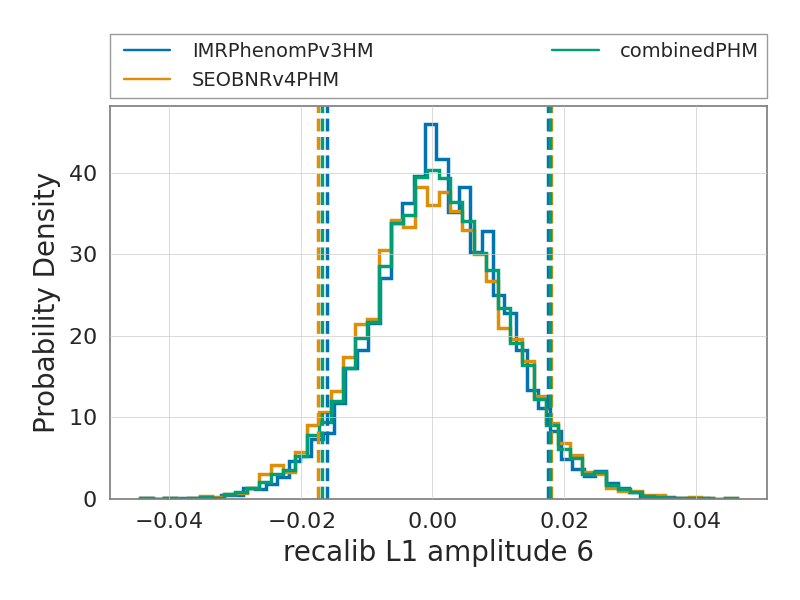 IMRPhenomPv3HM
SEOBNRv4PHM
combinedPHM
Probability Density
40
30
20
10
0
−0.04
−0.02
0.00
0.02
0.04
recalib L1 amplitude 6